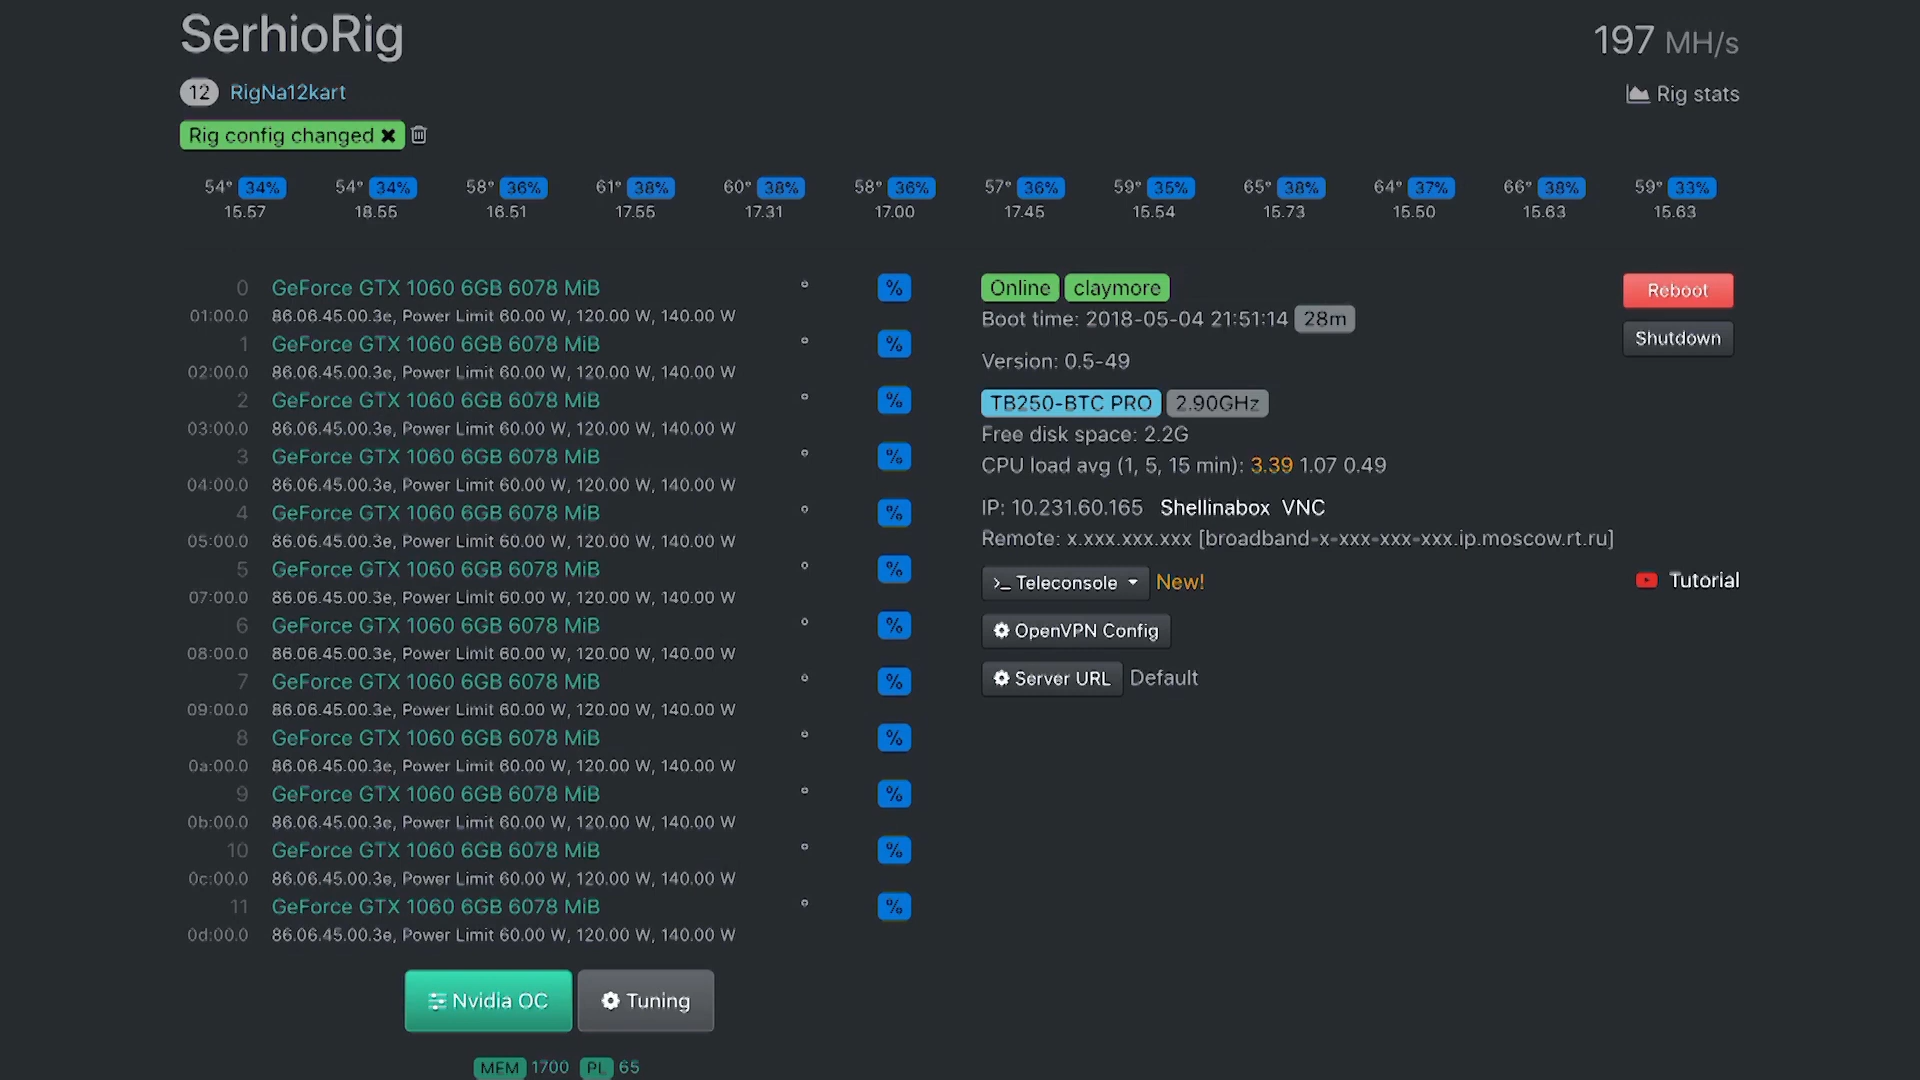 SerhioRig
197 MH/s
12 RigNa12kart
Rig stats
Rig config changed ✖
54° 34% 54° 34% 58° 36% 61° 38% 60° 38% 58° 36% 57° 36% 59° 35% 65° 38% 64° 37% 66° 38% 59° 33%
15.57 18.55 16.51 17.55 17.31 17.00 17.45 15.54 15.73 15.50 15.63 15.63
0 GeForce GTX 1060 6GB 6078 MiB ° %
01:00.0 86.06.45.00.3e, Power Limit 60.00 W, 120.00 W, 140.00 W
1 GeForce GTX 1060 6GB 6078 MiB ° %
02:00.0 86.06.45.00.3e, Power Limit 60.00 W, 120.00 W, 140.00 W
2 GeForce GTX 1060 6GB 6078 MiB ° %
03:00.0 86.06.45.00.3e, Power Limit 60.00 W, 120.00 W, 140.00 W
3 GeForce GTX 1060 6GB 6078 MiB ° %
04:00.0 86.06.45.00.3e, Power Limit 60.00 W, 120.00 W, 140.00 W
4 GeForce GTX 1060 6GB 6078 MiB ° %
05:00.0 86.06.45.00.3e, Power Limit 60.00 W, 120.00 W, 140.00 W
5 GeForce GTX 1060 6GB 6078 MiB ° %
07:00.0 86.06.45.00.3e, Power Limit 60.00 W, 120.00 W, 140.00 W
6 GeForce GTX 1060 6GB 6078 MiB ° %
08:00.0 86.06.45.00.3e, Power Limit 60.00 W, 120.00 W, 140.00 W
7 GeForce GTX 1060 6GB 6078 MiB ° %
09:00.0 86.06.45.00.3e, Power Limit 60.00 W, 120.00 W, 140.00 W
8 GeForce GTX 1060 6GB 6078 MiB ° %
0a:00.0 86.06.45.00.3e, Power Limit 60.00 W, 120.00 W, 140.00 W
9 GeForce GTX 1060 6GB 6078 MiB ° %
0b:00.0 86.06.45.00.3e, Power Limit 60.00 W, 120.00 W, 140.00 W
10 GeForce GTX 1060 6GB 6078 MiB ° %
0c:00.0 86.06.45.00.3e, Power Limit 60.00 W, 120.00 W, 140.00 W
11 GeForce GTX 1060 6GB 6078 MiB ° %
0d:00.0 86.06.45.00.3e, Power Limit 60.00 W, 120.00 W, 140.00 W
Nvidia OC Tuning
MEM 1700 PL 65
Online claymore
Boot time: 2018-05-04 21:51:14 28m
Version: 0.5-49
TB250-BTC PRO 2.90GHz
Free disk space: 2.2G
CPU load avg (1, 5, 15 min): 3.39 1.07 0.49
IP: 10.231.60.165 Shellinabox VNC
Remote: x.xxx.xxx.xxx [broadband-x-xxx-xxx-xxx.ip.moscow.rt.ru]
>_ Teleconsole New!
OpenVPN Config
Server URL Default
Reboot
Shutdown
Tutorial